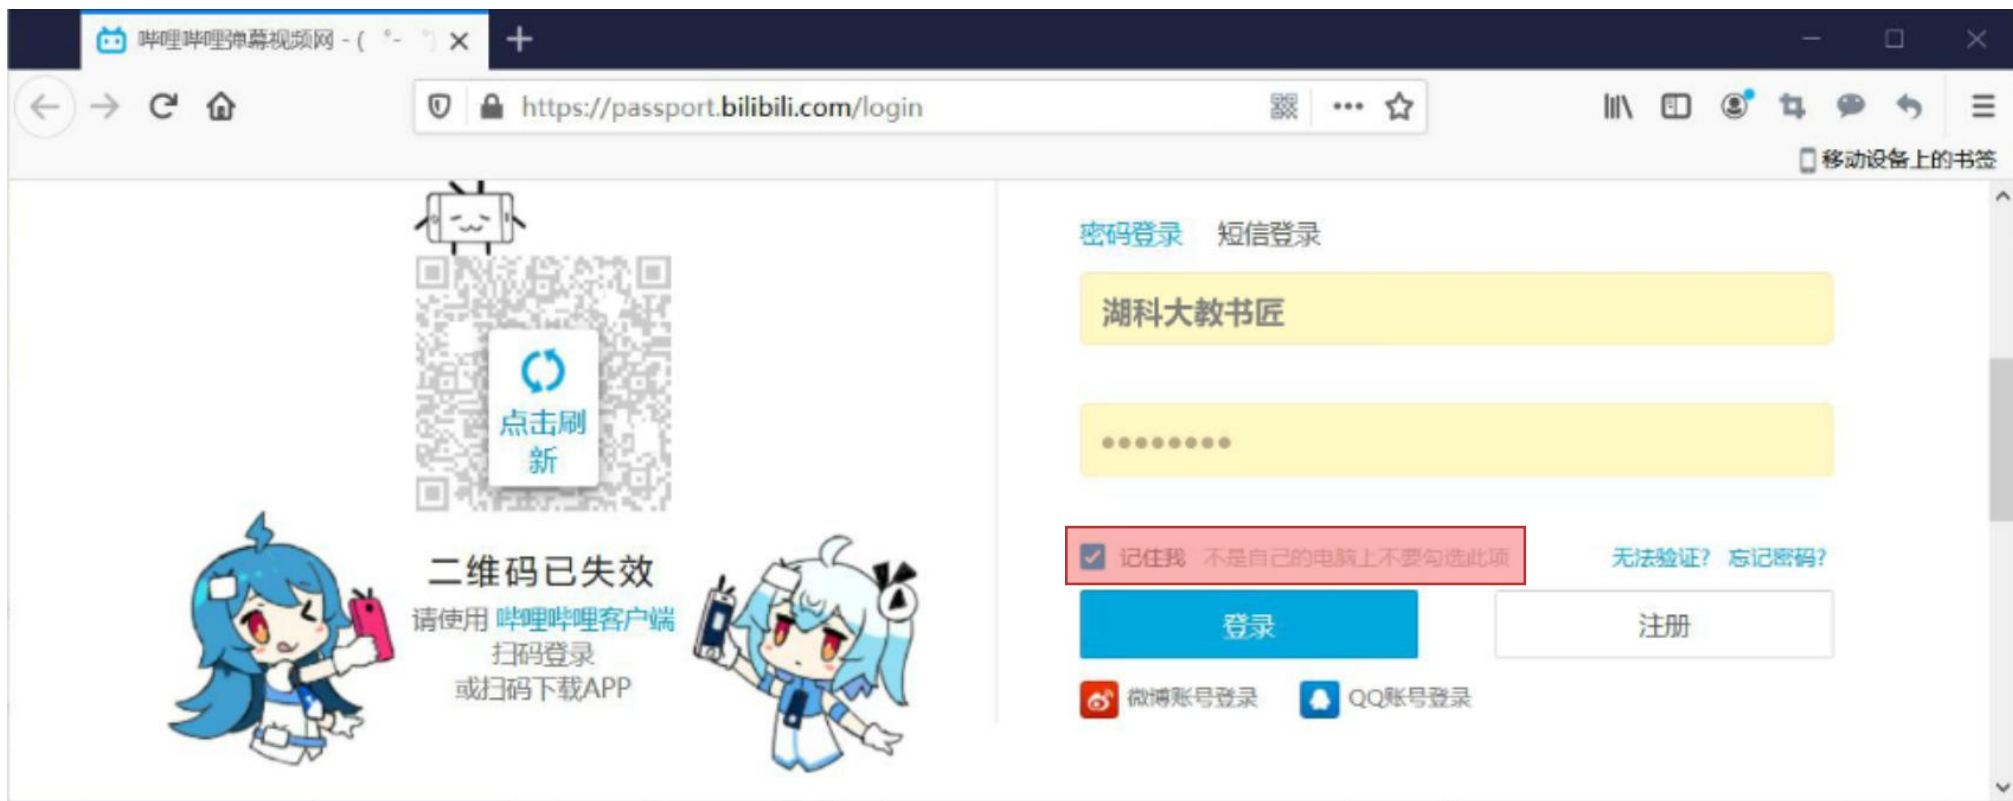 哔哩哔哩弹幕视频网 - ( ゜- ゜)
https://passport.bilibili.com/login
移动设备上的书签
密码登录 短信登录
湖科大教书匠
点击刷
新
●●●●●●●●
二维码已失效
请使用 哔哩哔哩客户端
扫码登录
或扫码下载APP
记住我 不是自己的电脑上不要勾选此项 无法验证? 忘记密码?
登录 注册
微博账号登录 QQ账号登录